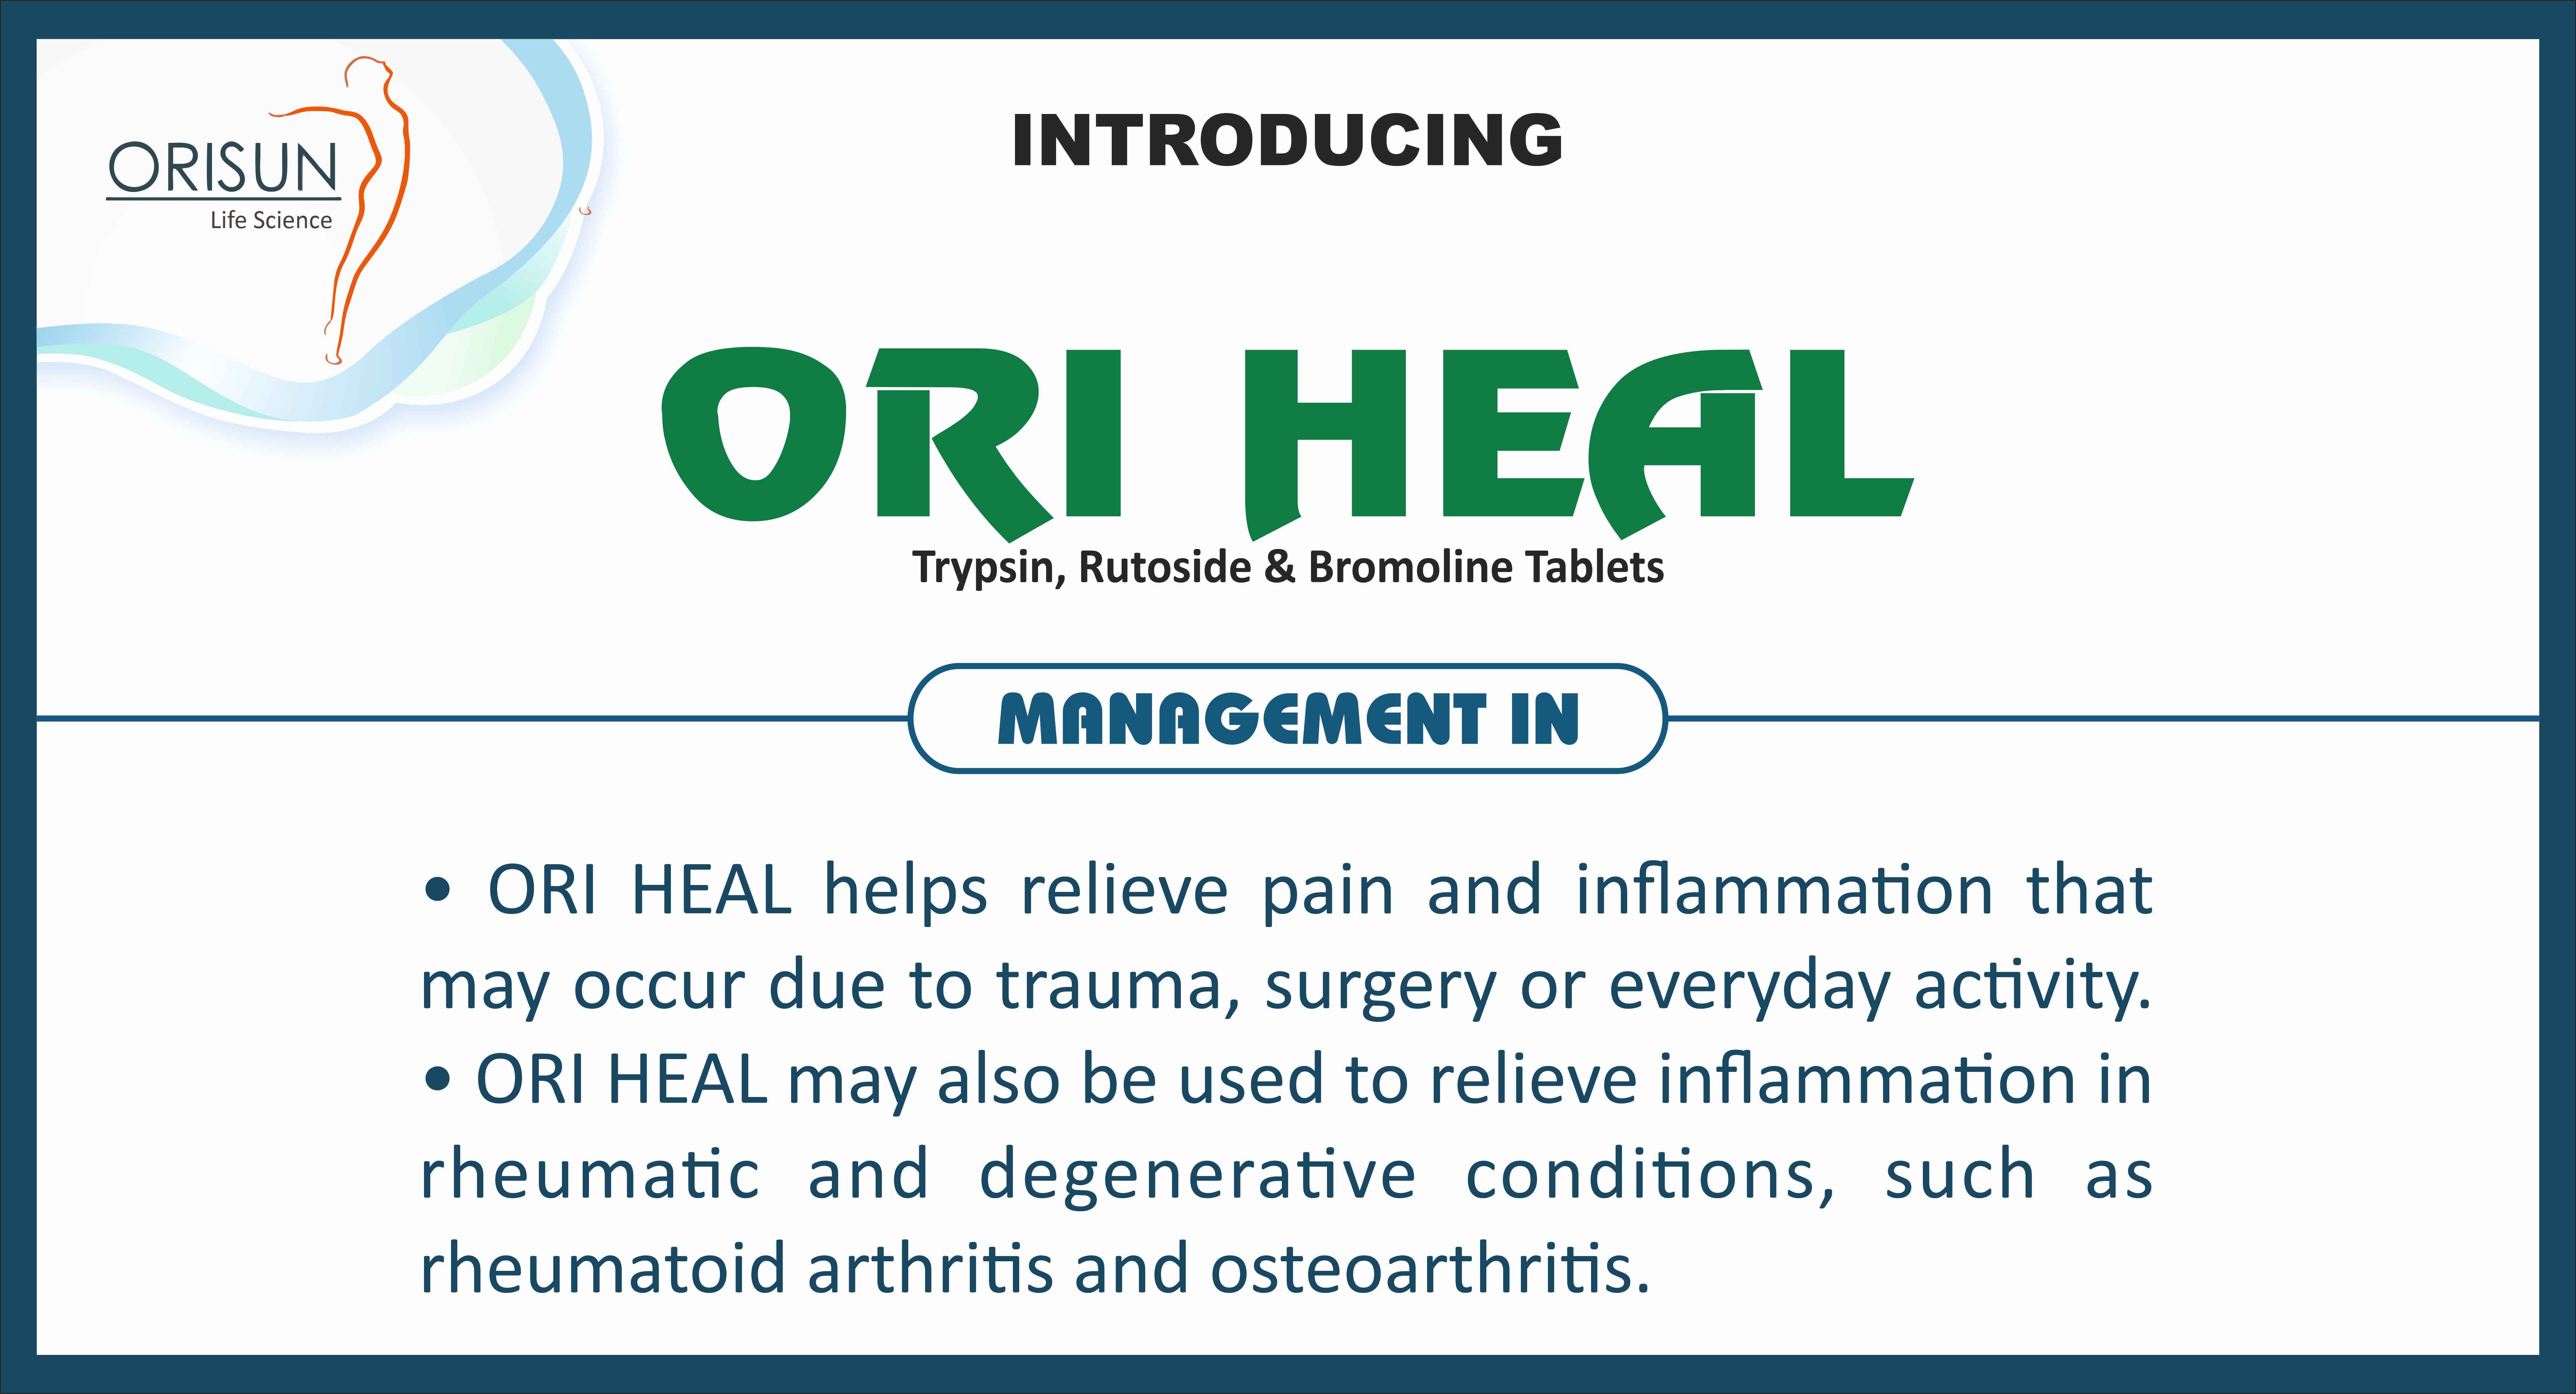 ORISUN
Life Science
INTRODUCING
ORI HEAL
Trypsin, Rutoside & Bromoline Tablets
MANAGEMENT IN
• ORI HEAL helps relieve pain and inflammation that
may occur due to trauma, surgery or everyday activity.
• ORI HEAL may also be used to relieve inflammation in
rheumatic and degenerative conditions, such as
rheumatoid arthritis and osteoarthritis.